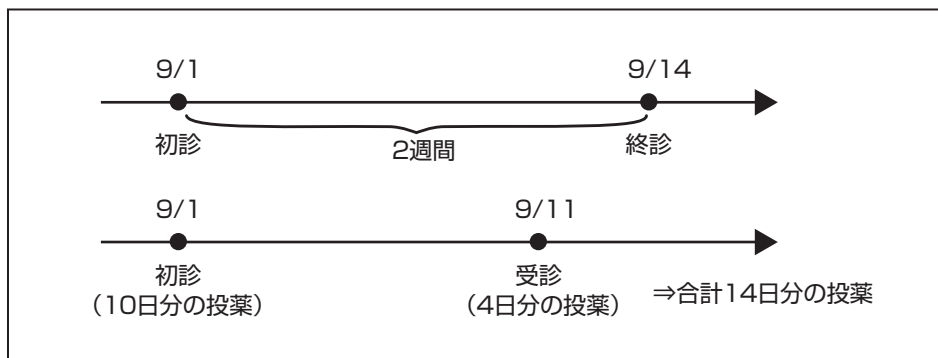 9/1 9/14
初診 2週間 終診
9/1 9/11
初診 受診
（10日分の投薬） （4日分の投薬） ⇒合計14日分の投薬